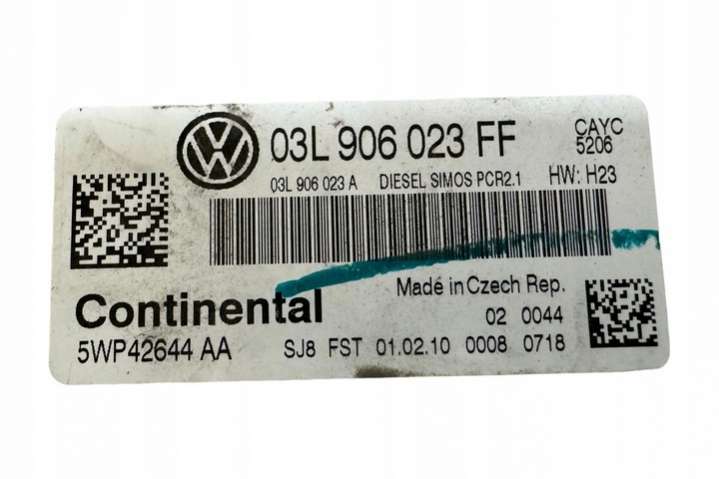 03L 906 023 FF
CAYC
5206
03L 906 023 A DIESEL SIMOS PCR2.1 HW: H23
Continental
Made in Czech Rep.
02 0044
5WP42644 AA
SJ8 FST 01.02.10 0008 0718